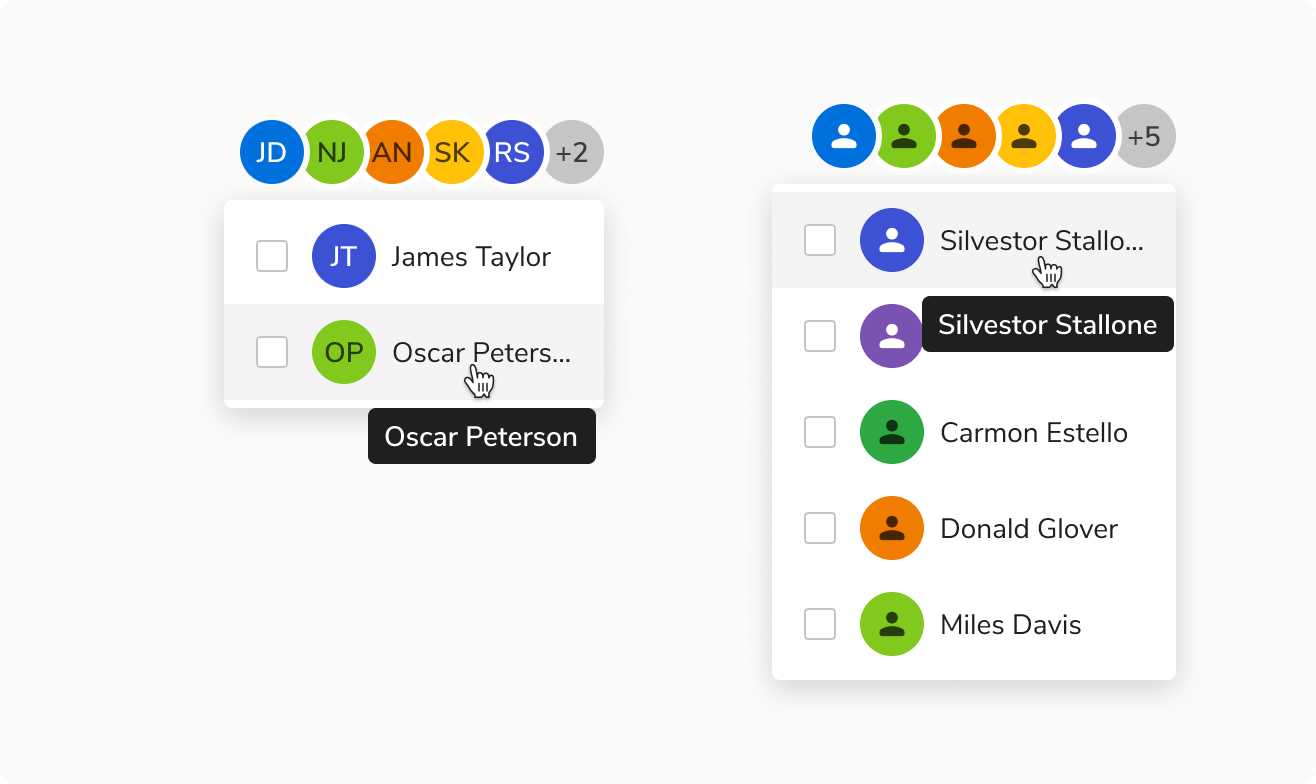 JD NJ AN SK RS +2
JT James Taylor
OP Oscar Peters...
Oscar Peterson
+5
Silvestor Stallo...
Silvestor Stallone
Carmon Estello
Donald Glover
Miles Davis